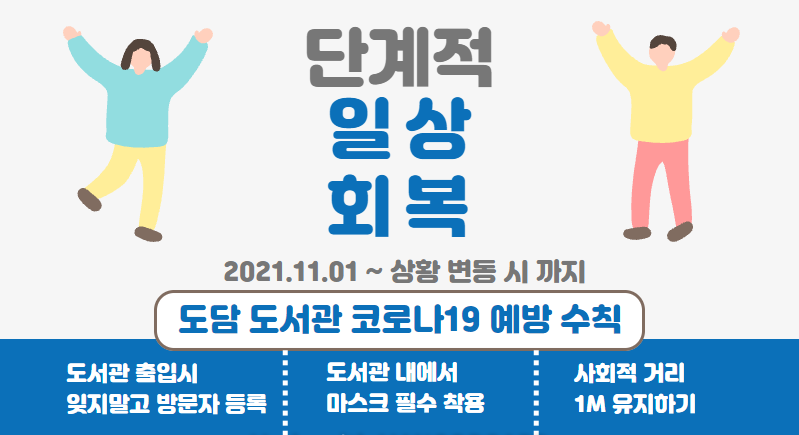 단계적
일상
회복
2021.11.01 ~ 상황 변동 시 까지
도담 도서관 코로나19 예방 수칙
도서관 출입시
잊지말고 방문자 등록
도서관 내에서
마스크 필수 착용
사회적 거리
1M 유지하기